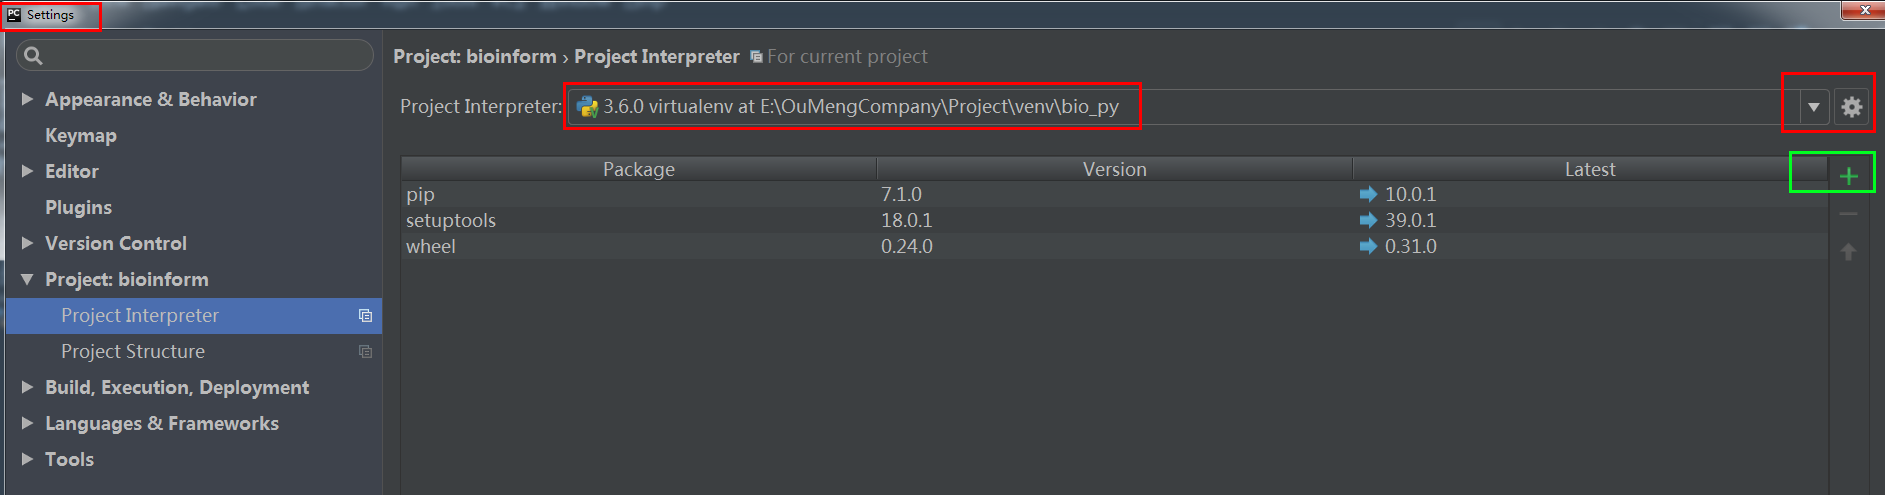 PC Settings
Project: bioinform › Project Interpreter For current project
Appearance & Behavior
Keymap
Editor
Plugins
Version Control
Project: bioinform
Project Interpreter
Project Structure
Build, Execution, Deployment
Languages & Frameworks
Tools
Project Interpreter: 3.6.0 virtualenv at E:\OuMengCompany\Project\venv\bio_py
Package Version Latest
pip 7.1.0 10.0.1
setuptools 18.0.1 39.0.1
wheel 0.24.0 0.31.0